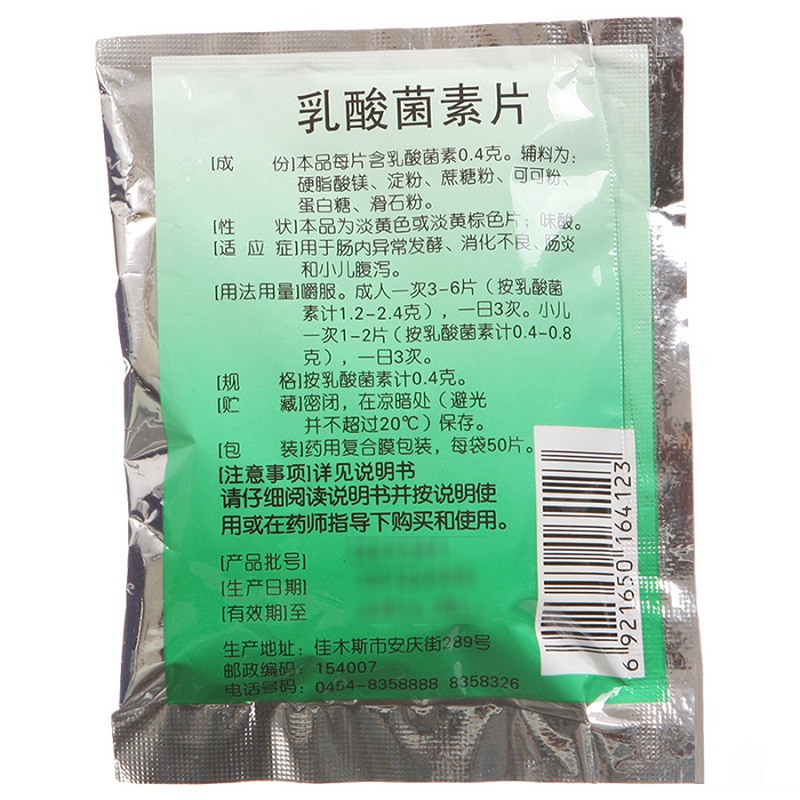 乳酸菌素片
[成 份]本品每片含乳酸菌素0.4克。辅料为:
硬脂酸镁、淀粉、蔗糖粉、可可粉、
蛋白糖、滑石粉。
[性 状]本品为淡黄色或淡黄棕色片;味酸。
[适 应 症]用于肠内异常发酵、消化不良、肠炎
和小儿腹泻。
[用法用量]嚼服。成人一次3-6片(按乳酸菌
素计1.2-2.4克),一日3次。小儿
一次1-2片(按乳酸菌素计0.4-0.8
克),一日3次。
[规 格]按乳酸菌素计0.4克。
[贮 藏]密闭,在凉暗处(避光
并不超过20℃)保存。
[包 装]药用复合膜包装,每袋50片。
[注意事项]详见说明书
请仔细阅读说明书并按说明使
用或在药师指导下购买和使用。
[产品批号]
[生产日期]
[有效期]至
生产地址:佳木斯市安庆街289号
邮政编码:154007
电话号码:0454-8358888 8358326
6 921650 164123